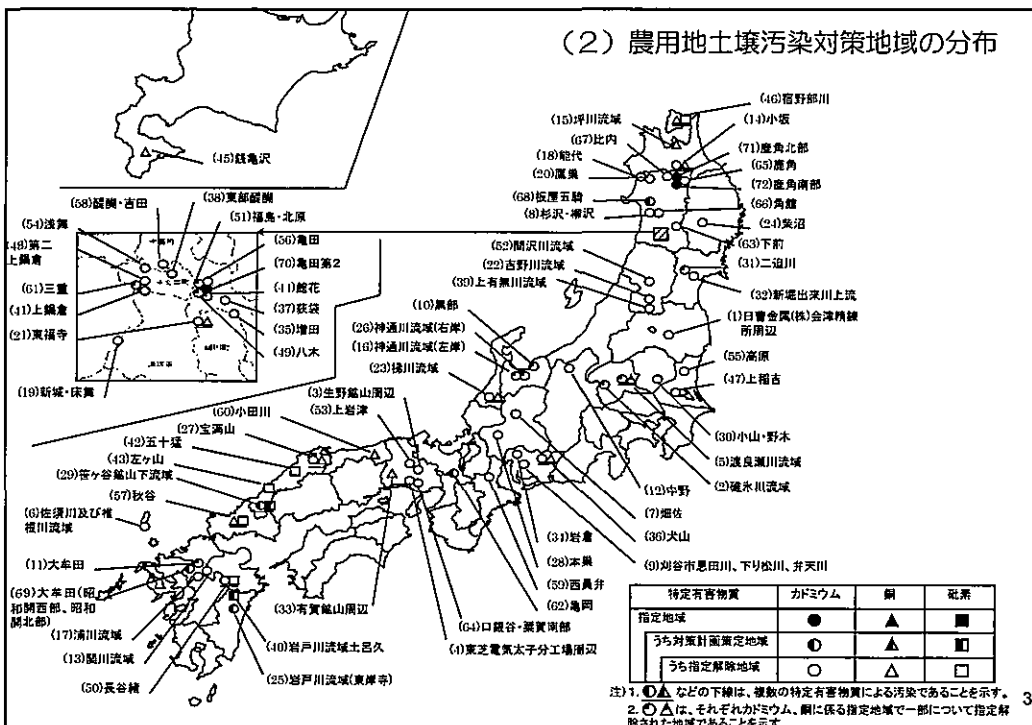 (2) 農用地土壌汚染対策地域の分布
(46)宿野部川
(15)坪川流域
(14)小坂
(67)比内
(71)鹿角北部
(18)能代
(65)鹿角
(20)鷹巣
(72)鹿角南部
(68)板屋五騎
(66)角館
(8)杉沢・柳沢
(24)柴沼
(63)下前
(45)銭亀沢
(58)醍醐・吉田
(38)東部醍醐
(54)浅舞
(51)福島・北原
(48)第二
上鍋倉
(56)亀田
(70)亀田第2
(61)三重
(41)館花
(41)上鍋倉
(37)荻袋
(21)東福寺
(35)増田
(49)八木
(19)新城・床舞
(52)間沢川流域
(31)二迫川
(22)吉野川流域
(39)上有無川流域
(32)新堀出来川上流
(10)黒部
(1)日曹金属(株)会津精錬
所周辺
(26)神通川流域(右岸)
(16)神通川流域(左岸)
(55)高原
(23)梯川流域
(47)上稲吉
(3)生野鉱山周辺
(53)上岩津
(60)小田川
(27)宝満山
(42)五十猛
(43)左ヶ山
(29)笹ヶ谷鉱山下流域
(57)秋谷
(6)佐須川及び椎
根川流域
(30)小山・野木
(5)渡良瀬川流域
(2)碓氷川流域
(12)中野
(7)畑佐
(36)犬山
(34)岩倉
(9)刈谷市恩田川、下り松川、弁天川
(28)本巣
(59)西員弁
(62)亀岡
(11)大牟田
(69)大牟田(昭
和開西部、昭和
開北部)
(33)有賀鉱山周辺
(64)口銀谷・粟賀南部
(17)浦川流域
(4)東芝電気太子分工場周辺
(13)関川流域
(40)岩戸川流域土呂久
(50)長谷緒
(25)岩戸川流域(東岸寺)
特定有害物質 カドミウム 銅 砒素
指定地域 ● ▲ ■
うち対策計画策定地域 ◐ ◭ ◧
うち指定解除地域 ○ △ □
注)1. ◐▲ などの下線は、複数の特定有害物質による汚染であることを示す。
2. ○△は、それぞれカドミウム、銅に係る指定地域で一部について指定解
除された地域であることを示す。
3